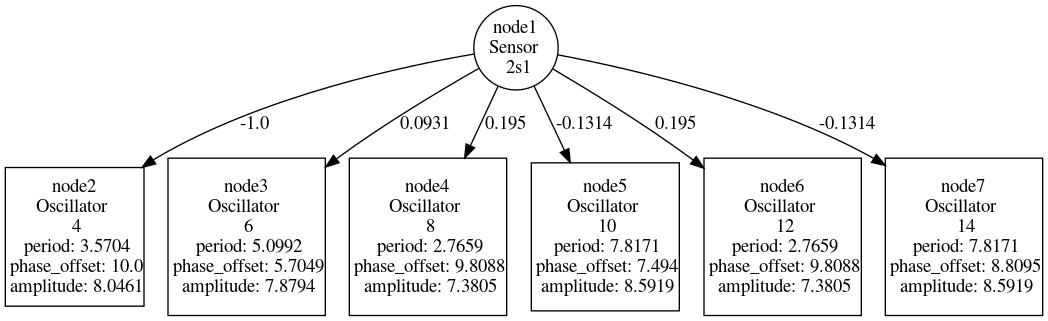 node1
Sensor
2s1
-1.0
0.0931
0.195
-0.1314
0.195
-0.1314
node2
Oscillator
4
period: 3.5704
phase_offset: 10.0
amplitude: 8.0461
node3
Oscillator
6
period: 5.0992
phase_offset: 5.7049
amplitude: 7.8794
node4
Oscillator
8
period: 2.7659
phase_offset: 9.8088
amplitude: 7.3805
node5
Oscillator
10
period: 7.8171
phase_offset: 7.494
amplitude: 8.5919
node6
Oscillator
12
period: 2.7659
phase_offset: 9.8088
amplitude: 7.3805
node7
Oscillator
14
period: 7.8171
phase_offset: 8.8095
amplitude: 8.5919